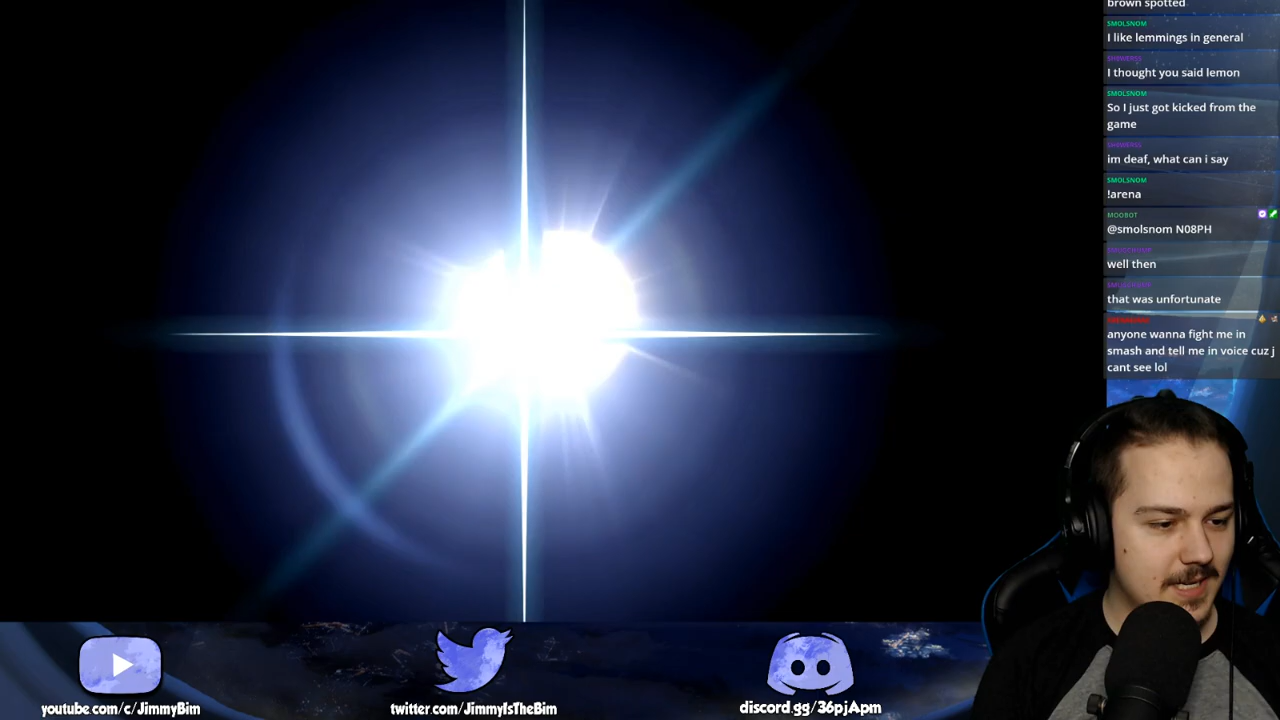 brown spotted
SMOLSNOM
I like lemmings in general
I thought you said lemon
SMOLSNOM
So I just got kicked from the
game
im deaf, what can i say
SMOLSNOM
!arena
MOOBOT
@smolsnom N08PH
well then
that was unfortunate
anyone wanna fight me in
smash and tell me in voice cuz j
cant see lol
youtube.com/c/JimmyBim
twitter.com/JimmyIsTheBim
discord.gg/36pjApm